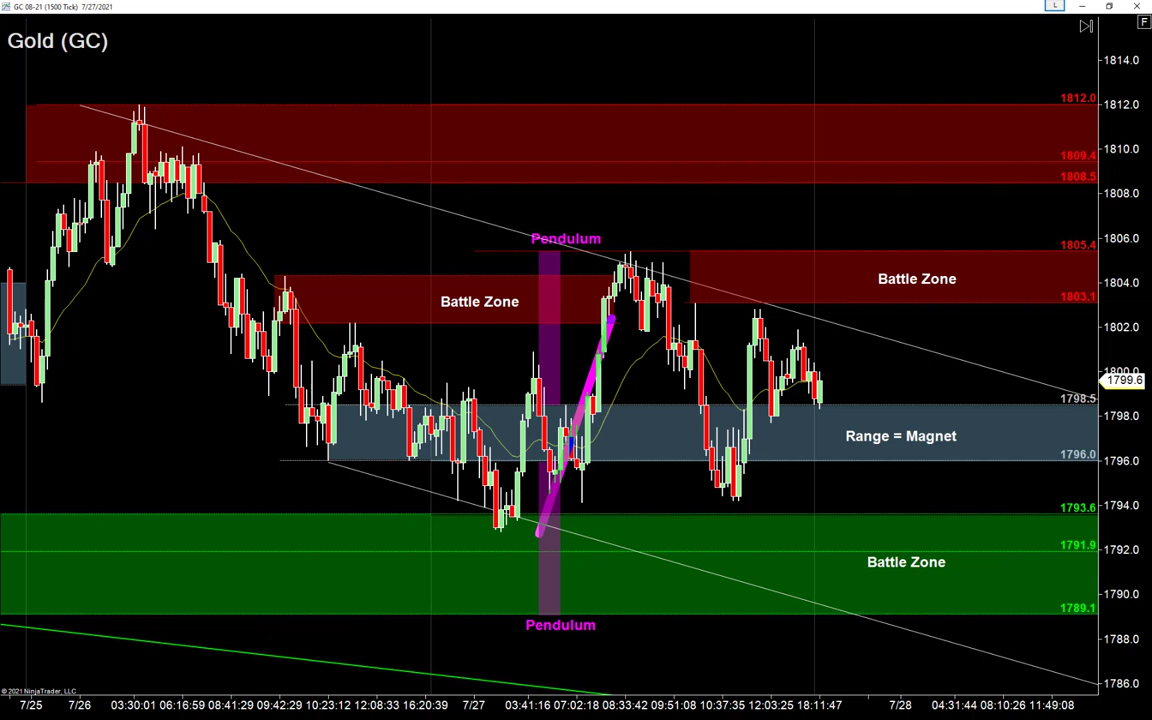 GC 08-21 (1500 Tick) 7/27/2021
L
F
Gold (GC)
1814.0
1812.0
1812.0
1810.0
1809.4
1808.5
1808.0
Pendulum
1806.0
1805.4
Battle Zone
1804.0
Battle Zone
1803.1
1802.0
1800.0
1799.6
1798.5
1798.0
Range = Magnet
1796.0
1796.0
1794.0
1793.6
1791.9
1792.0
Battle Zone
1790.0
1789.1
Pendulum
1788.0
1786.0
© 2021 NinjaTrader, LLC
7/25 7/26 03:30:01 06:16:59 08:41:29 09:42:29 10:23:12 12:08:33 16:20:39 7/27 03:41:16 07:02:18 08:33:42 09:51:08 10:37:35 12:03:25 18:11:47 7/28 04:31:44 08:10:26 11:49:08